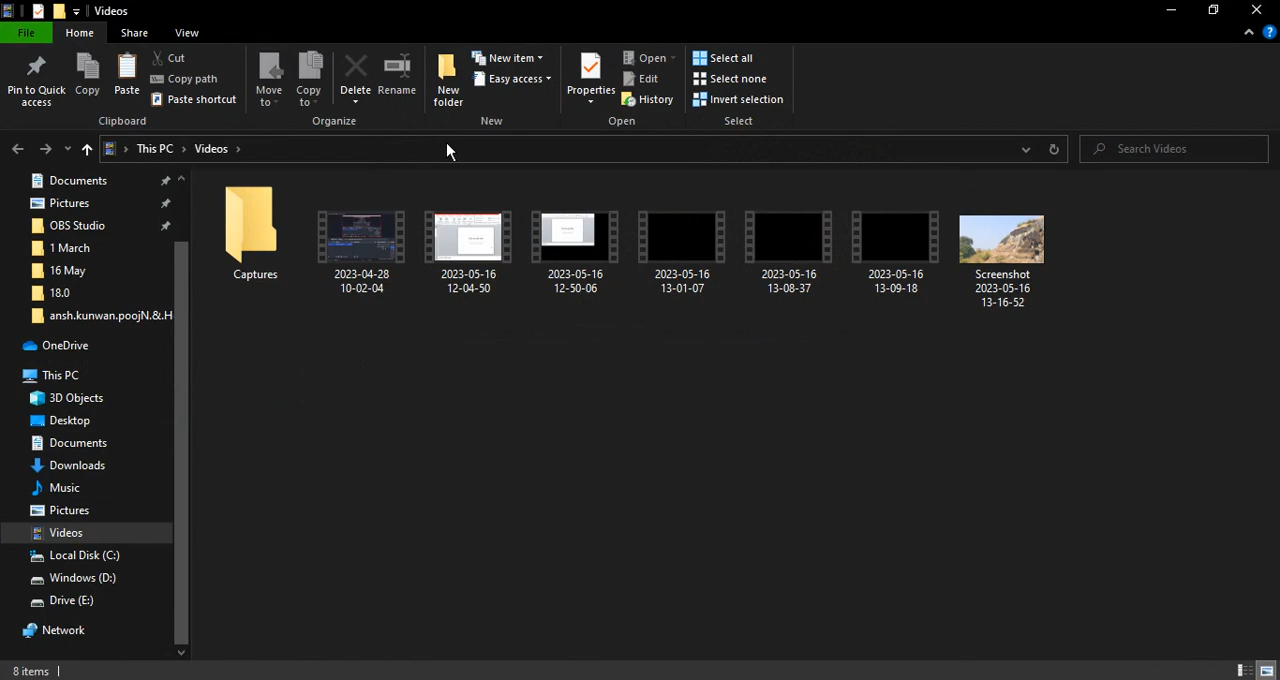 Videos
File Home Share View
Pin to Quick access
Copy
Paste
Cut
Copy path
Paste shortcut
Clipboard
Move to
Copy to
Delete
Rename
Organize
New folder
New item
Easy access
New
Properties
Open
Edit
History
Open
Select all
Select none
Invert selection
Select
This PC Videos
Search Videos
Documents
Pictures
OBS Studio
1 March
16 May
18.0
ansh.kunwan.poojN.&.H
OneDrive
This PC
3D Objects
Desktop
Documents
Downloads
Music
Pictures
Videos
Local Disk (C:)
Windows (D:)
Drive (E:)
Network
Captures
2023-04-28
10-02-04
2023-05-16
12-04-50
2023-05-16
12-50-06
2023-05-16
13-01-07
2023-05-16
13-08-37
2023-05-16
13-09-18
Screenshot
2023-05-16
13-16-52
8 items